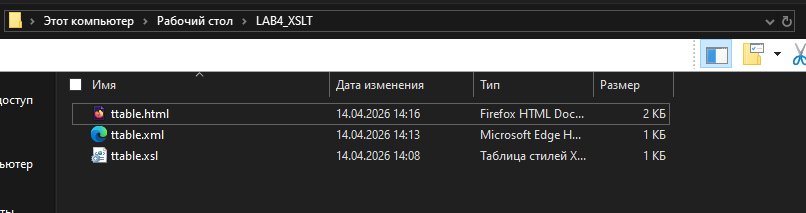 Этот компьютер > Рабочий стол > LAB4_XSLT
Имя Дата изменения Тип Размер
ttable.html 14.04.2026 14:16 Firefox HTML Doc... 2 КБ
ttable.xml 14.04.2026 14:13 Microsoft Edge H... 1 КБ
ttable.xsl 14.04.2026 14:08 Таблица стилей X... 1 КБ
доступ
ьютер
ты